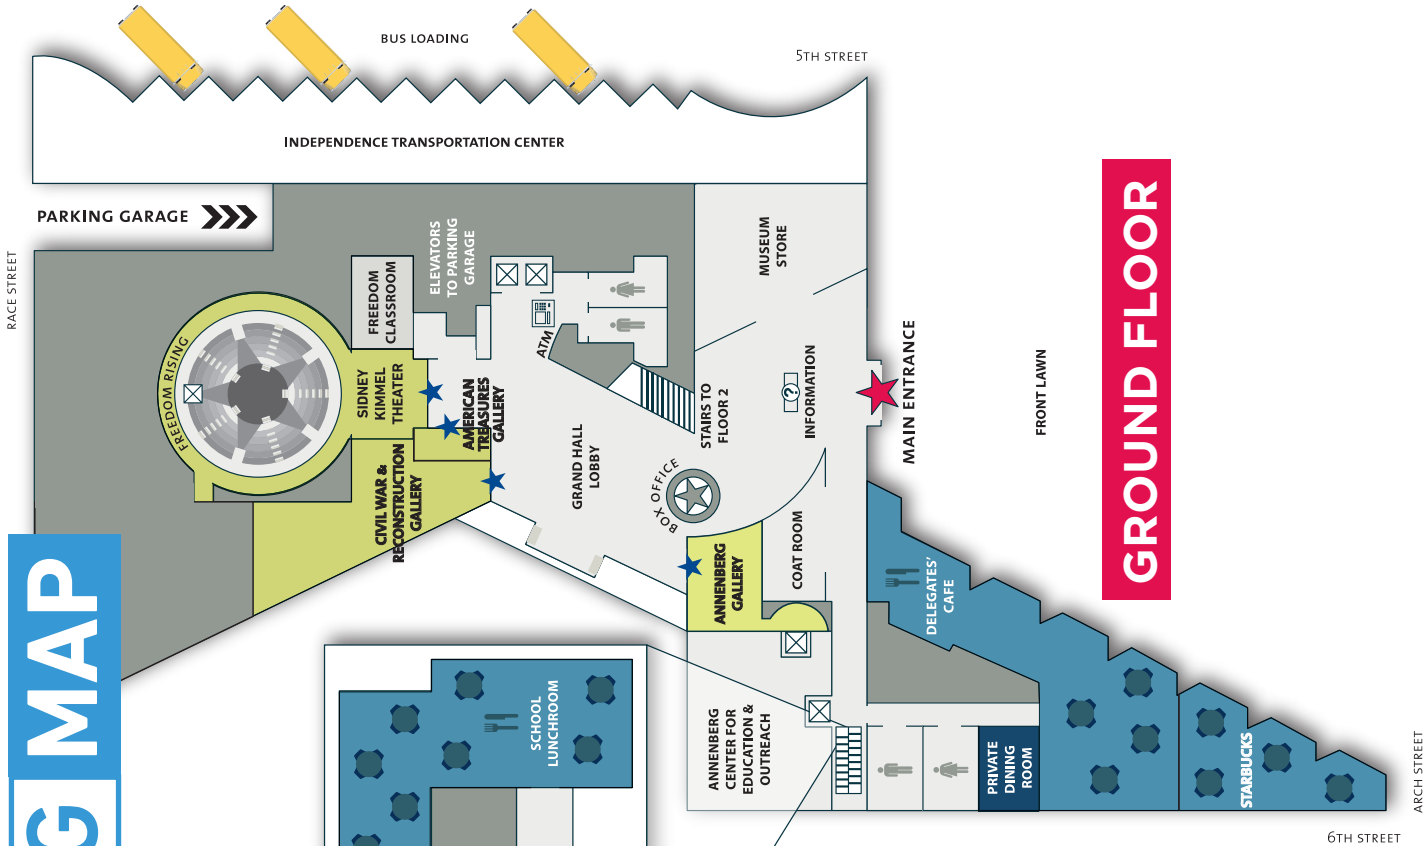 BUS LOADING
5TH STREET
INDEPENDENCE TRANSPORTATION CENTER
PARKING GARAGE
RACE STREET
ELEVATORS
TO PARKING
GARAGE
MUSEUM
STORE
FREEDOM
CLASSROOM
ATM
FREEDOM RISING
SIDNEY
KIMMEL
THEATER
AMERICAN
TREASURES
GALLERY
STAIRS TO
FLOOR 2
?
INFORMATION
MAIN ENTRANCE
FRONT LAWN
GROUND FLOOR
CIVIL WAR &
RECONSTRUCTION
GALLERY
GRAND HALL
LOBBY
BOX OFFICE
ANNENBERG
GALLERY
COAT ROOM
DELEGATES'
CAFE
MAP
G
SCHOOL
LUNCHROOM
ANNENBERG
CENTER FOR
EDUCATION &
OUTREACH
PRIVATE
DINING
ROOM
STARBUCKS
ARCH STREET
6TH STREET